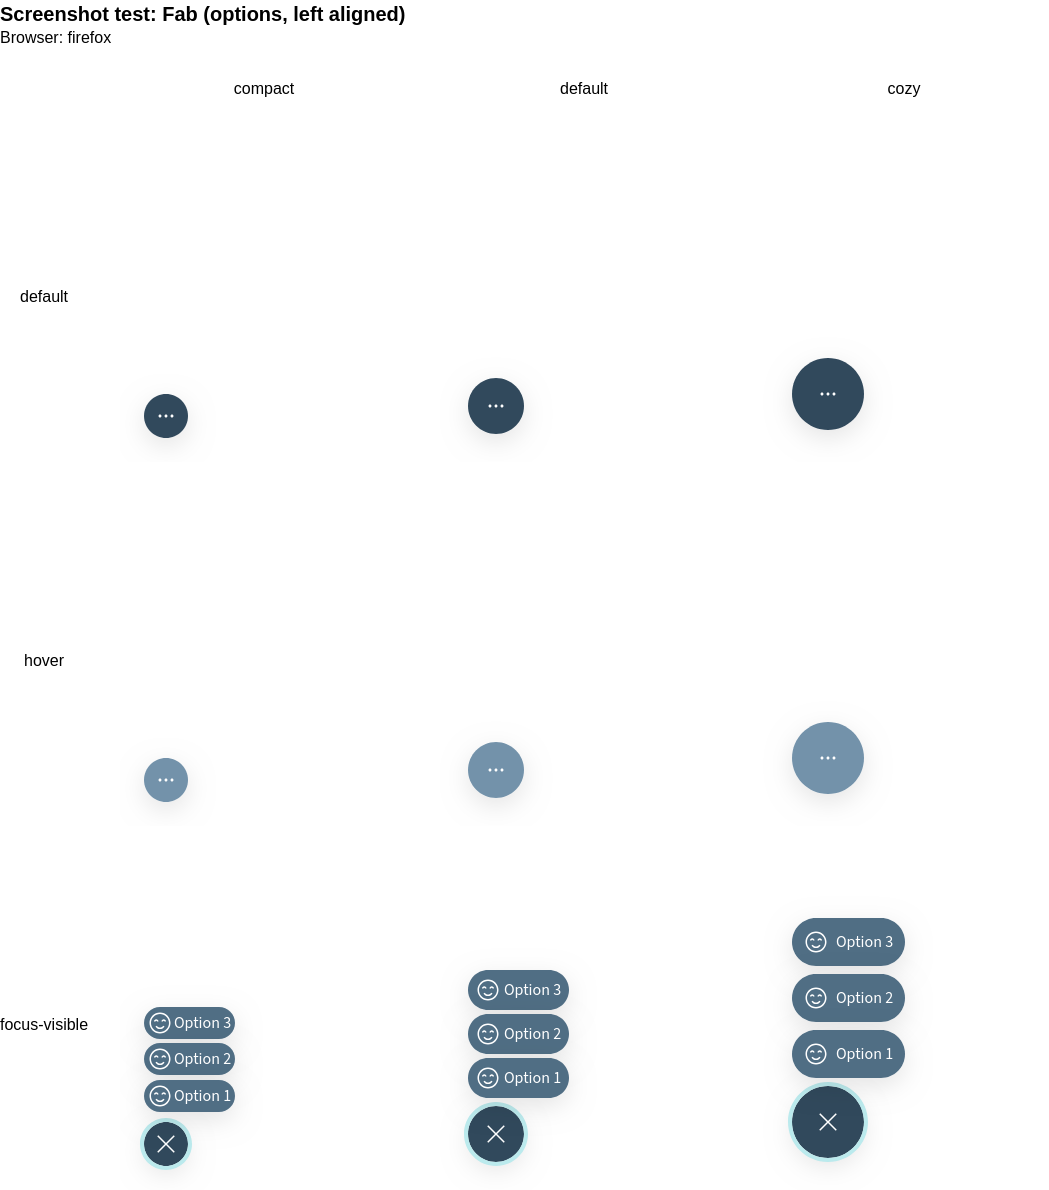 Screenshot test: Fab (options, left aligned)
Browser: firefox
compact default cozy
default
hover
focus-visible
Option 3
Option 2
Option 1
Option 3
Option 2
Option 1
Option 3
Option 2
Option 1